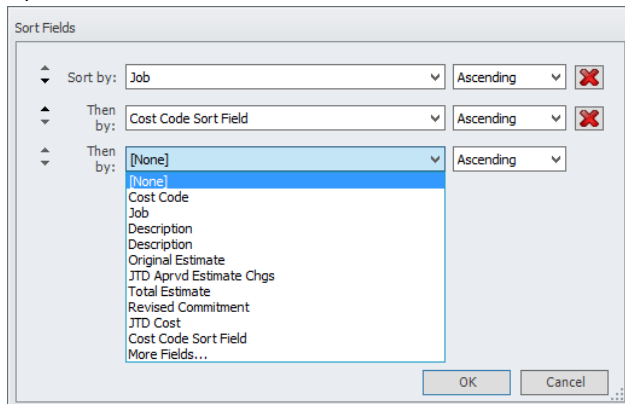 Sort Fields
Sort by: Job Ascending
Then by: Cost Code Sort Field Ascending
Then by: [None] Ascending
[None]
Cost Code
Job
Description
Description
Original Estimate
JTD Aprvd Estimate Chgs
Total Estimate
Revised Commitment
JTD Cost
Cost Code Sort Field
More Fields...
OK Cancel